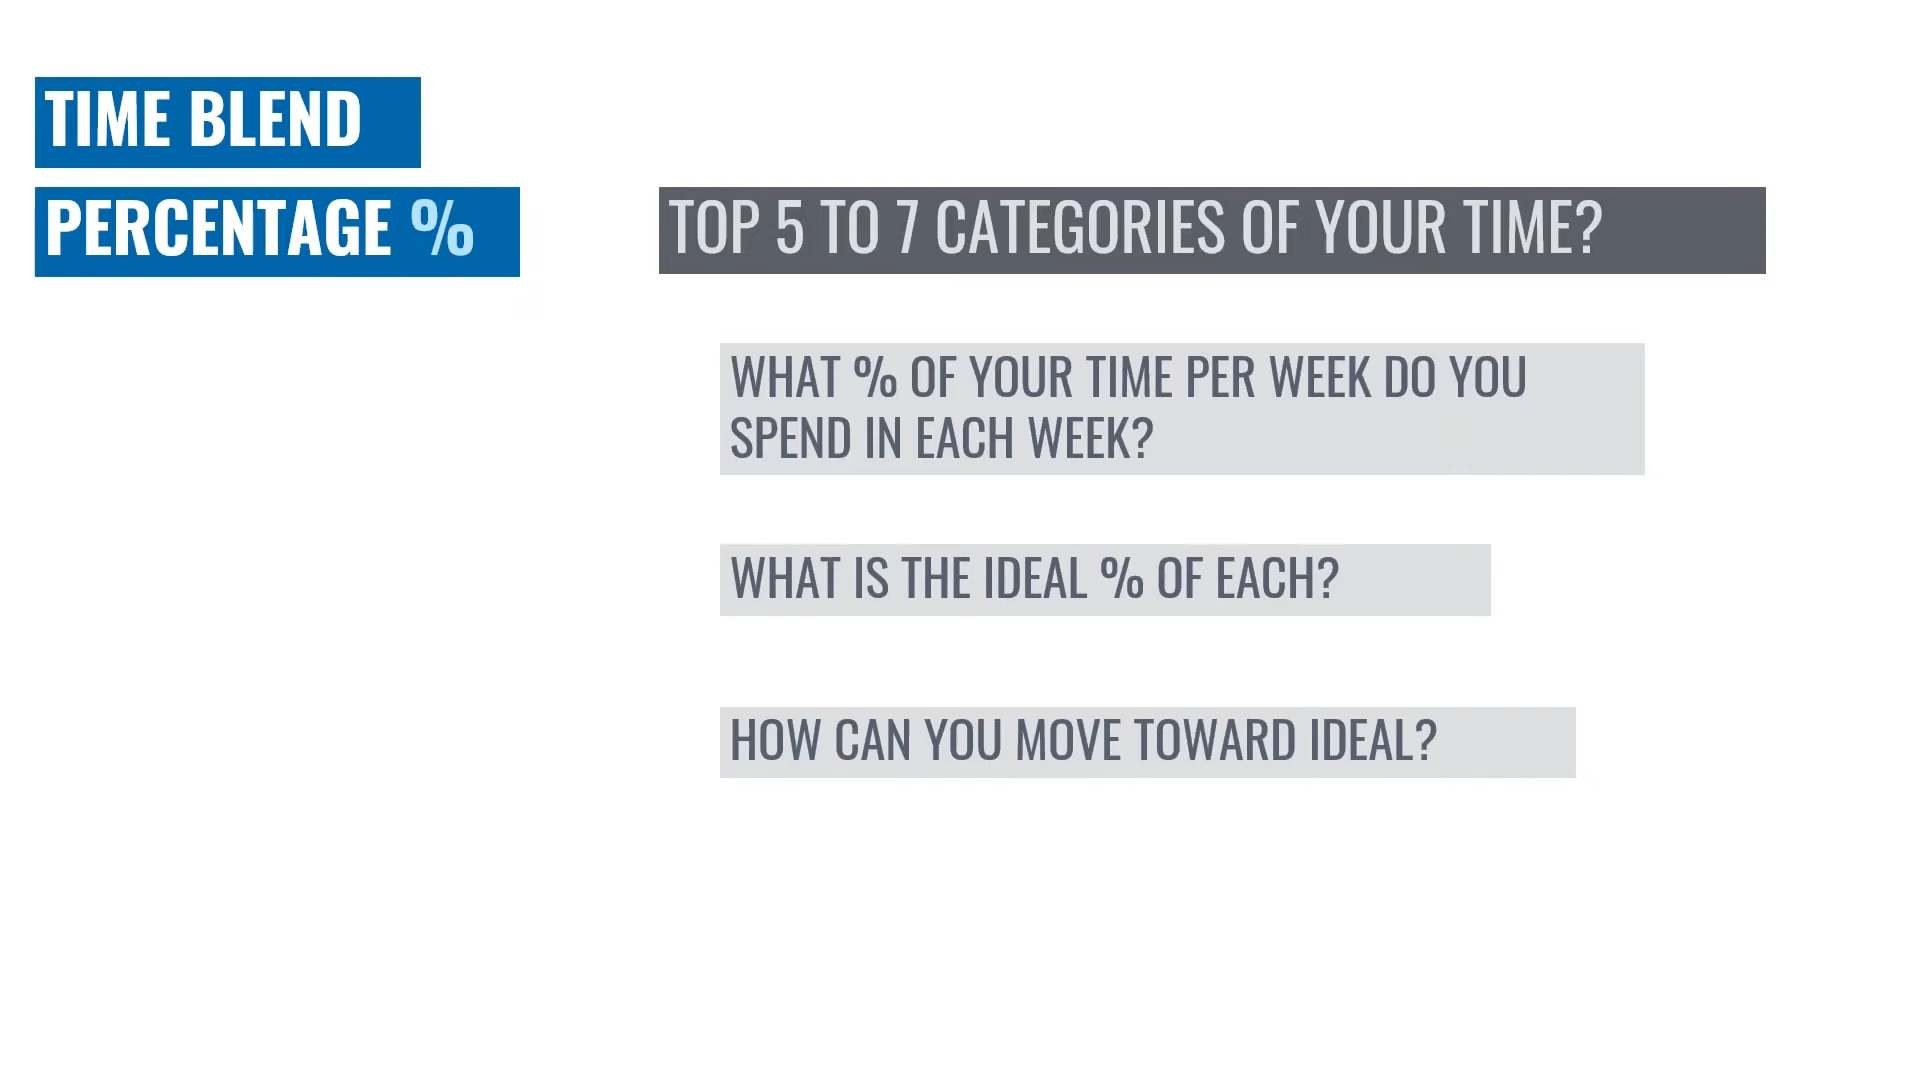 TIME BLEND
PERCENTAGE %
TOP 5 TO 7 CATEGORIES OF YOUR TIME?
WHAT % OF YOUR TIME PER WEEK DO YOU
SPEND IN EACH WEEK?
WHAT IS THE IDEAL % OF EACH?
HOW CAN YOU MOVE TOWARD IDEAL?